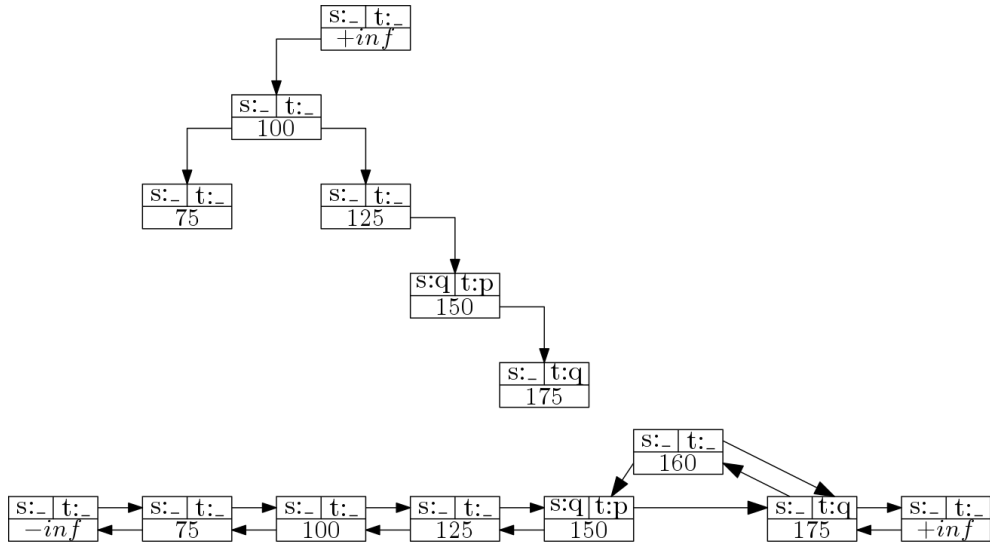 s:_ t:_
+inf
s:_ t:_
100
s:_ t:_ s:_ t:_
75 125
s:q t:p
150
s:_ t:q
175
s:_ t:_
160
s:_ t:_ s:_ t:_ s:_ t:_ s:_ t:_ s:q t:p s:_ t:q s:_ t:_
-inf 75 100 125 150 175 +inf